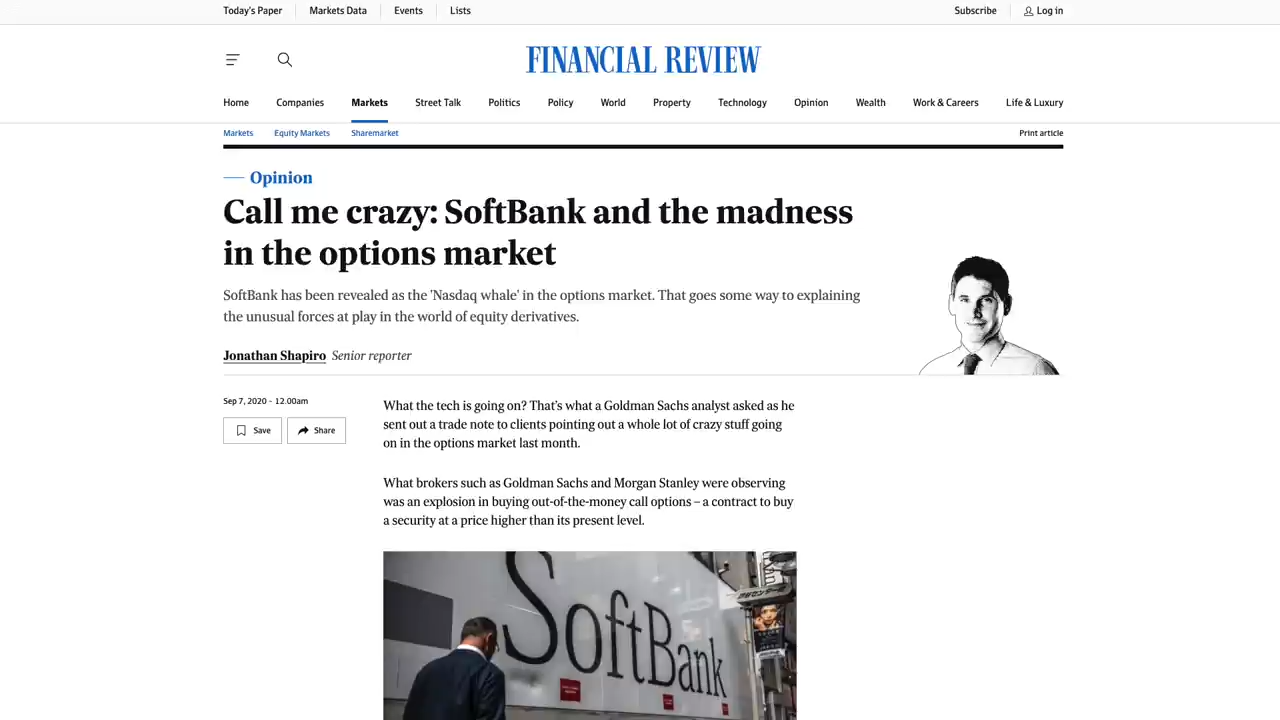 Today's Paper
Markets Data
Events
Lists
Subscribe
Log in
FINANCIAL REVIEW
Home
Companies
Markets
Street Talk
Politics
Policy
World
Property
Technology
Opinion
Wealth
Work & Careers
Life & Luxury
Markets
Equity Markets
Sharemarket
Print article
Opinion
Call me crazy: SoftBank and the madness
in the options market
SoftBank has been revealed as the 'Nasdaq whale' in the options market. That goes some way to explaining
the unusual forces at play in the world of equity derivatives.
Jonathan Shapiro Senior reporter
Sep 7, 2020 – 12.00am
Save
Share
What the tech is going on? That’s what a Goldman Sachs analyst asked as he
sent out a trade note to clients pointing out a whole lot of crazy stuff going
on in the options market last month.
What brokers such as Goldman Sachs and Morgan Stanley were observing
was an explosion in buying out-of-the-money call options – a contract to buy
a security at a price higher than its present level.
SoftBank